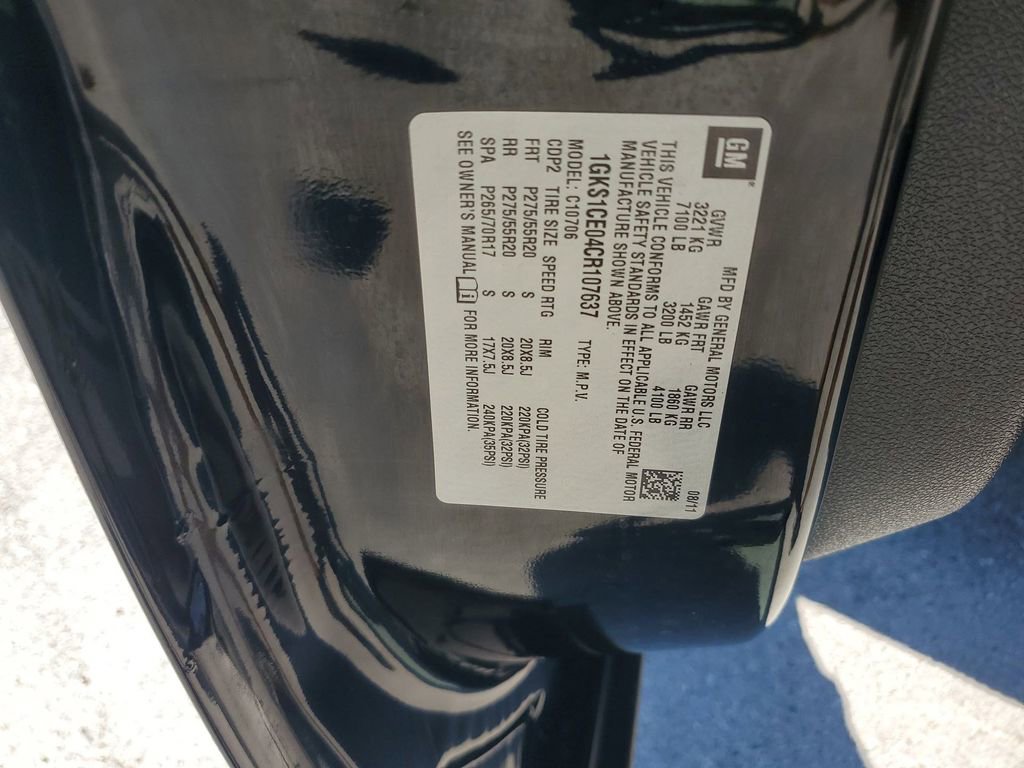 GM®
MFD BY GENERAL MOTORS LLC 08/11
GVWR GAWR FRT GAWR RR
3221 KG 1452 KG 1860 KG
7100 LB 3200 LB 4100 LB
THIS VEHICLE CONFORMS TO ALL APPLICABLE U.S. FEDERAL MOTOR
VEHICLE SAFETY STANDARDS IN EFFECT ON THE DATE OF
MANUFACTURE SHOWN ABOVE.
1GKS1CE04CR107637 TYPE: M.P.V.
MODEL: C10706
CDP2 TIRE SIZE SPEED RTG RIM COLD TIRE PRESSURE
FRT P275/55R20 S 20X8.5J 220KPA(32PSI)
RR P275/55R20 S 20X8.5J 220KPA(32PSI)
SPA P265/70R17 S 17X7.5J 240KPA(35PSI)
SEE OWNER'S MANUAL FOR MORE INFORMATION.